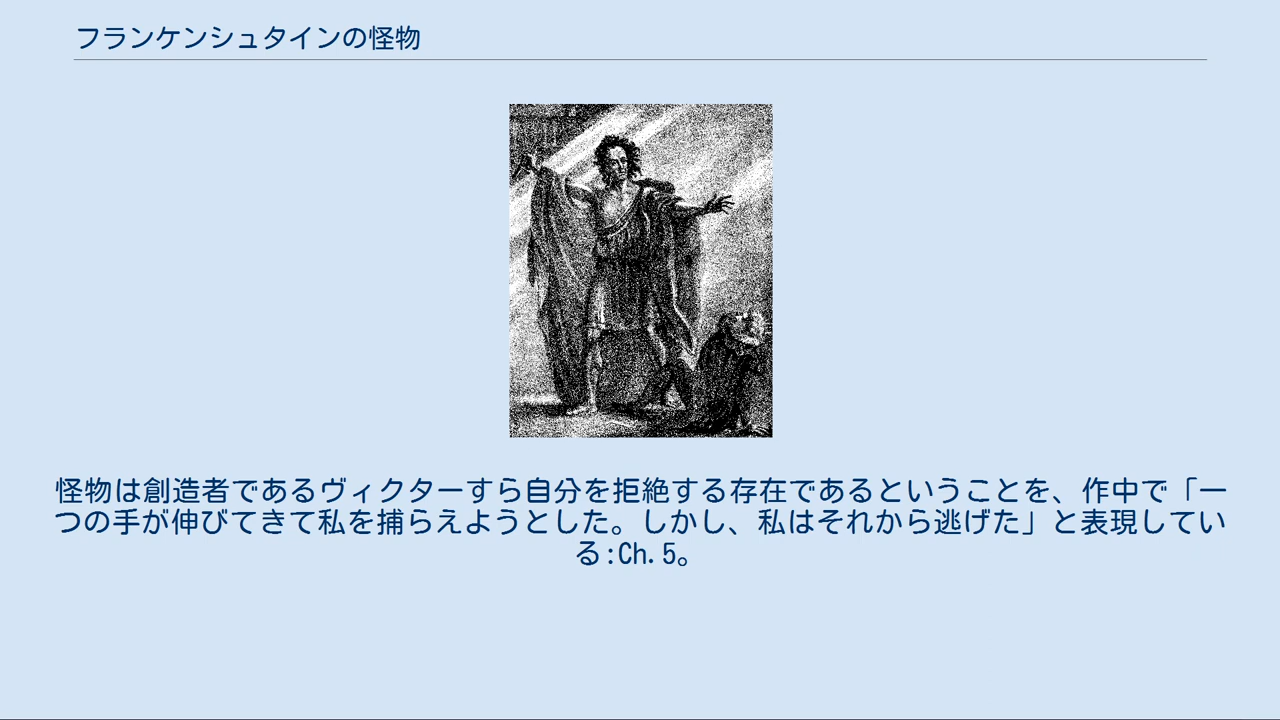 フランケンシュタインの怪物
怪物は創造者であるヴィクターすら自分を拒絶する存在であるということを、作中で「一
つの手が伸びてきて私を捕らえようとした。しかし、私はそれから逃げた」と表現してい
る:Ch.5。